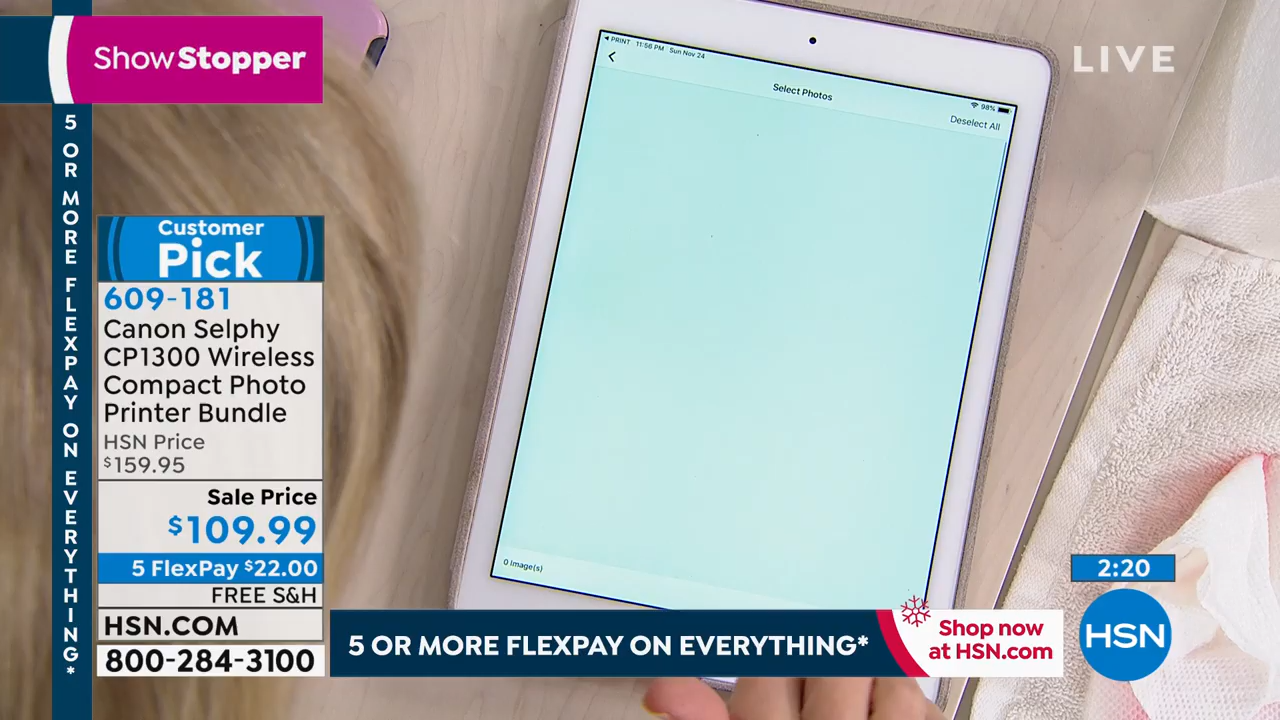 ShowStopper
LIVE
5 OR MORE FLEXPAY ON EVERYTHING*
Customer
Pick
609-181
Canon Selphy
CP1300 Wireless
Compact Photo
Printer Bundle
HSN Price
$159.95
Sale Price
$109.99
5 FlexPay $22.00
FREE S&H
HSN.COM
800-284-3100
PRINT 11:56 PM Sun Nov 24
98%
Select Photos
Deselect All
0 Image(s)
5 OR MORE FLEXPAY ON EVERYTHING*
Shop now
at HSN.com
2:20
HSN